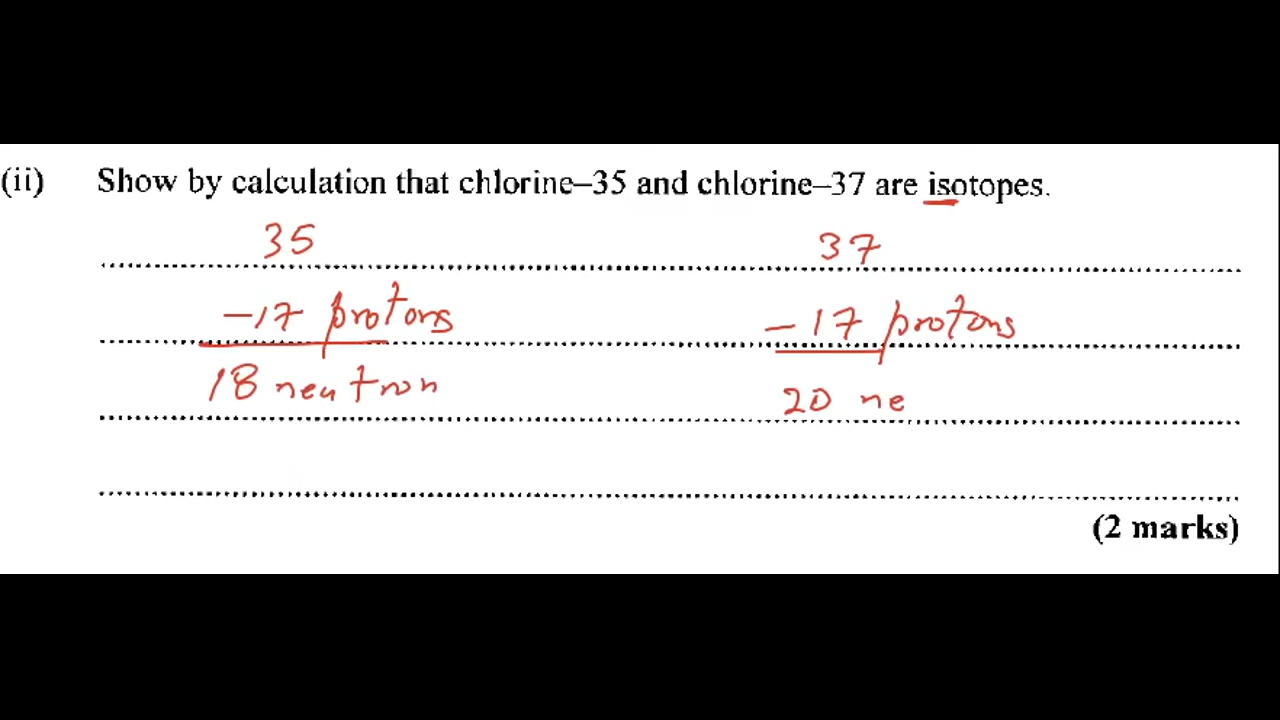 (ii) Show by calculation that chlorine–35 and chlorine–37 are isotopes.
35 37
–17 protons –17 protons
18 neutron 20 ne
(2 marks)